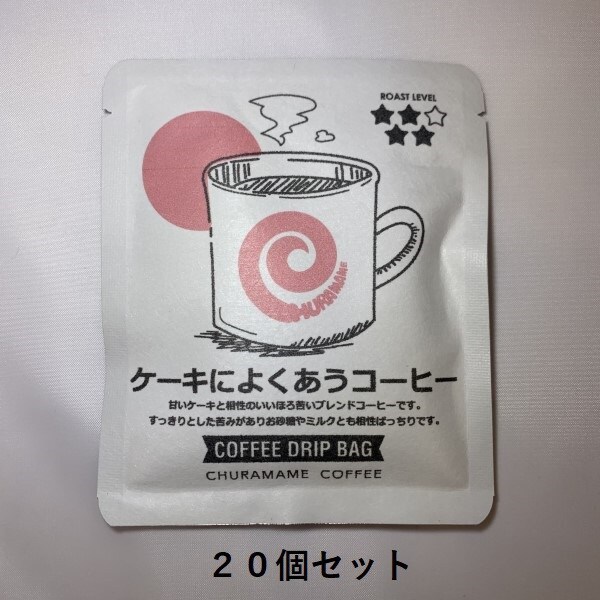 ROAST LEVEL
CHURAMAME
ケーキによくあうコーヒー
甘いケーキと相性のいいほろ苦いブレンドコーヒーです。
すっきりとした苦みがありお砂糖やミルクとも相性ばっちりです。
COFFEE DRIP BAG
CHURAMAME COFFEE
２０個セット